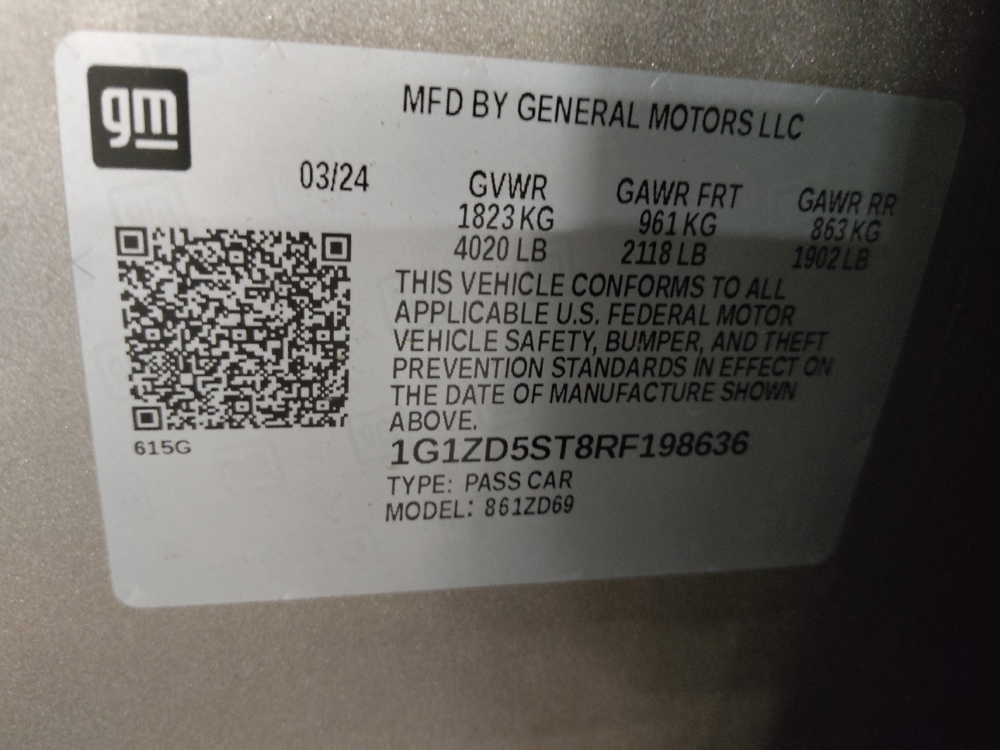 gm
MFD BY GENERAL MOTORS LLC
03/24
GVWR GAWR FRT GAWR RR
1823 KG 961 KG 863 KG
4020 LB 2118 LB 1902 LB
THIS VEHICLE CONFORMS TO ALL
APPLICABLE U.S. FEDERAL MOTOR
VEHICLE SAFETY, BUMPER, AND THEFT
PREVENTION STANDARDS IN EFFECT ON
THE DATE OF MANUFACTURE SHOWN
ABOVE.
615G
1G1ZD5ST8RF198636
TYPE: PASS CAR
MODEL: 861ZD69